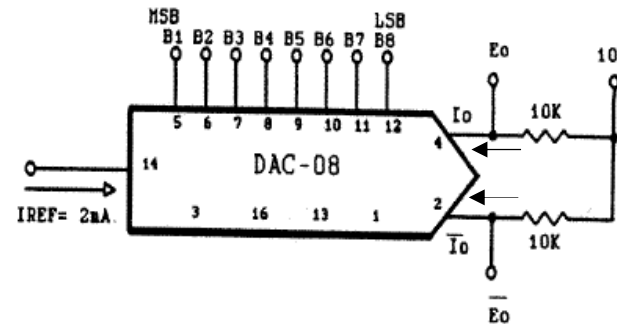 MSB LSB
B1 B2 B3 B4 B5 B6 B7 B8
Eo 10
5 6 7 8 9 10 11 12
Io 10K
4
14 DAC-08
IREF= 2mA.
3 16 13 1 2
Io 10K
Eo